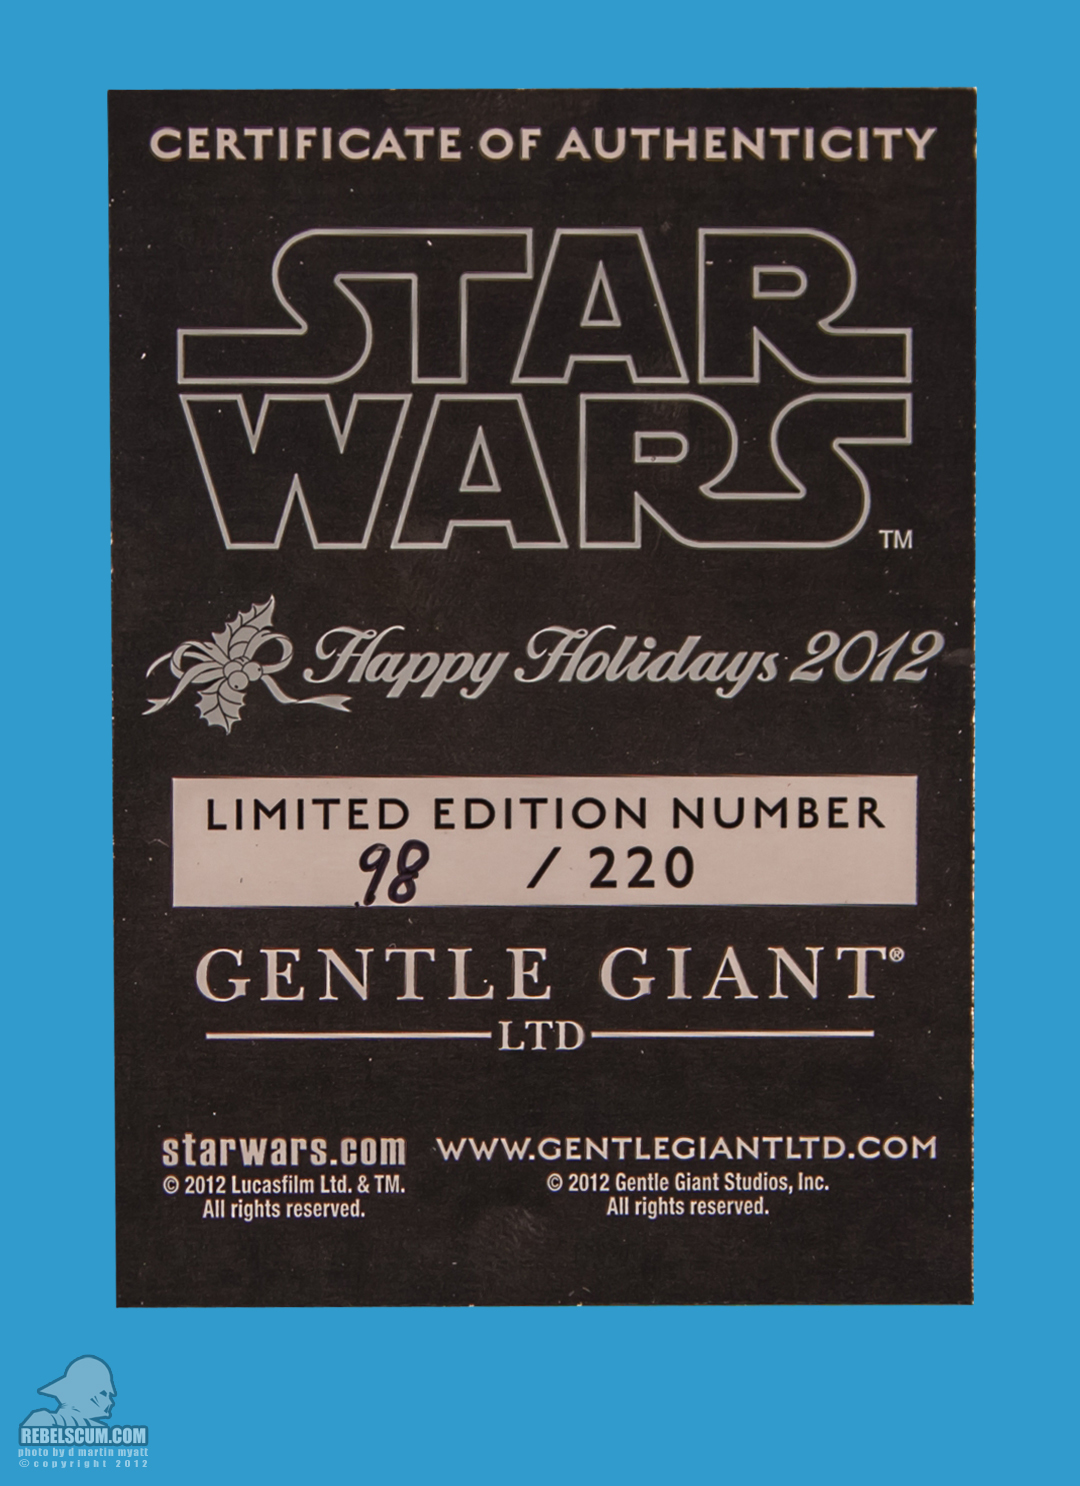 CERTIFICATE OF AUTHENTICITY
STAR
WARS TM
Happy Holidays 2012
LIMITED EDITION NUMBER
98 / 220
GENTLE GIANT®
LTD
starwars.com
© 2012 Lucasfilm Ltd. & TM.
All rights reserved.
WWW.GENTLEGIANTLTD.COM
© 2012 Gentle Giant Studios, Inc.
All rights reserved.
REBELSCUM.COM
photo by d martin myatt
© copyright 2012